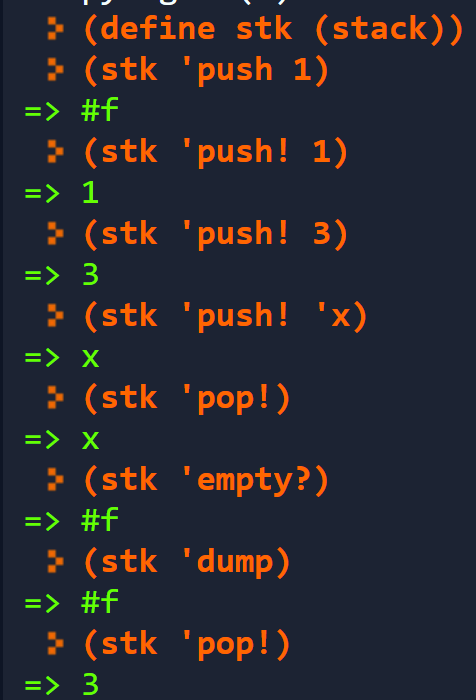 (define stk (stack))
(stk 'push 1)
=> #f
(stk 'push! 1)
=> 1
(stk 'push! 3)
=> 3
(stk 'push! 'x)
=> x
(stk 'pop!)
=> x
(stk 'empty?)
=> #f
(stk 'dump)
=> #f
(stk 'pop!)
=> 3